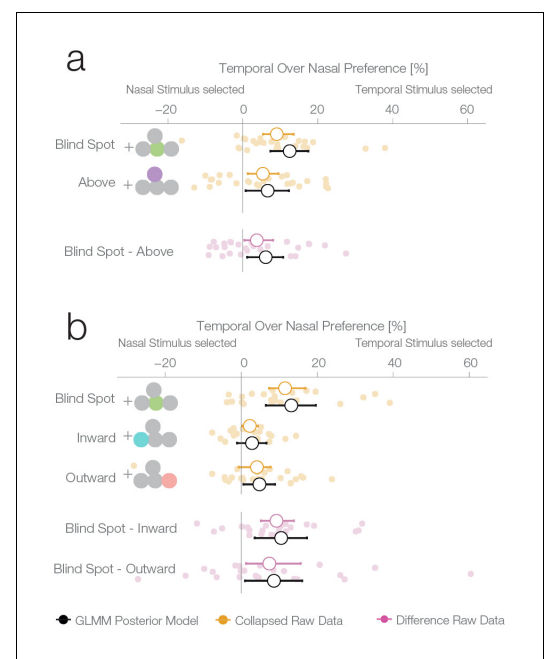 a
Temporal Over Nasal Preference [%]
Nasal Stimulus selected Temporal Stimulus selected
−20 0 20 40 60
Blind Spot +
Above +
Blind Spot - Above
b
Temporal Over Nasal Preference [%]
Nasal Stimulus selected Temporal Stimulus selected
−20 0 20 40 60
Blind Spot +
Inward +
Outward +
Blind Spot - Inward
Blind Spot - Outward
GLMM Posterior Model Collapsed Raw Data Difference Raw Data